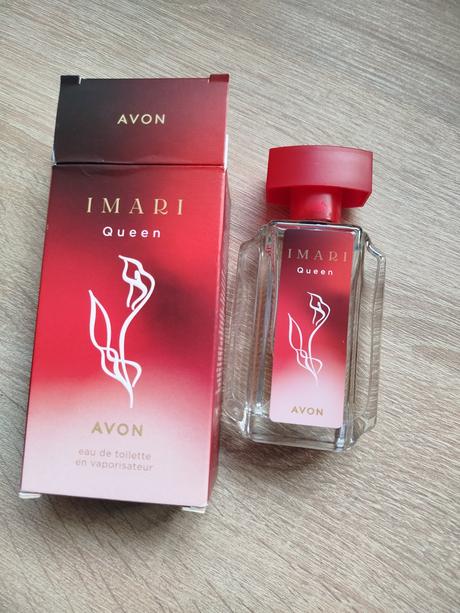 AVON
IMARI
Queen
AVON
eau de toilette
en vaporisateur
IMARI
Queen
AVON